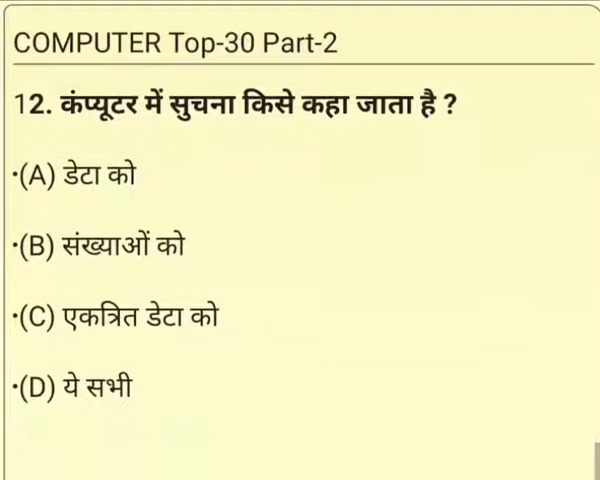 COMPUTER Top-30 Part-2
12. कंप्यूटर में सुचना किसे कहा जाता है ?
·(A) डेटा को
·(B) संख्याओं को
·(C) एकत्रित डेटा को
·(D) ये सभी